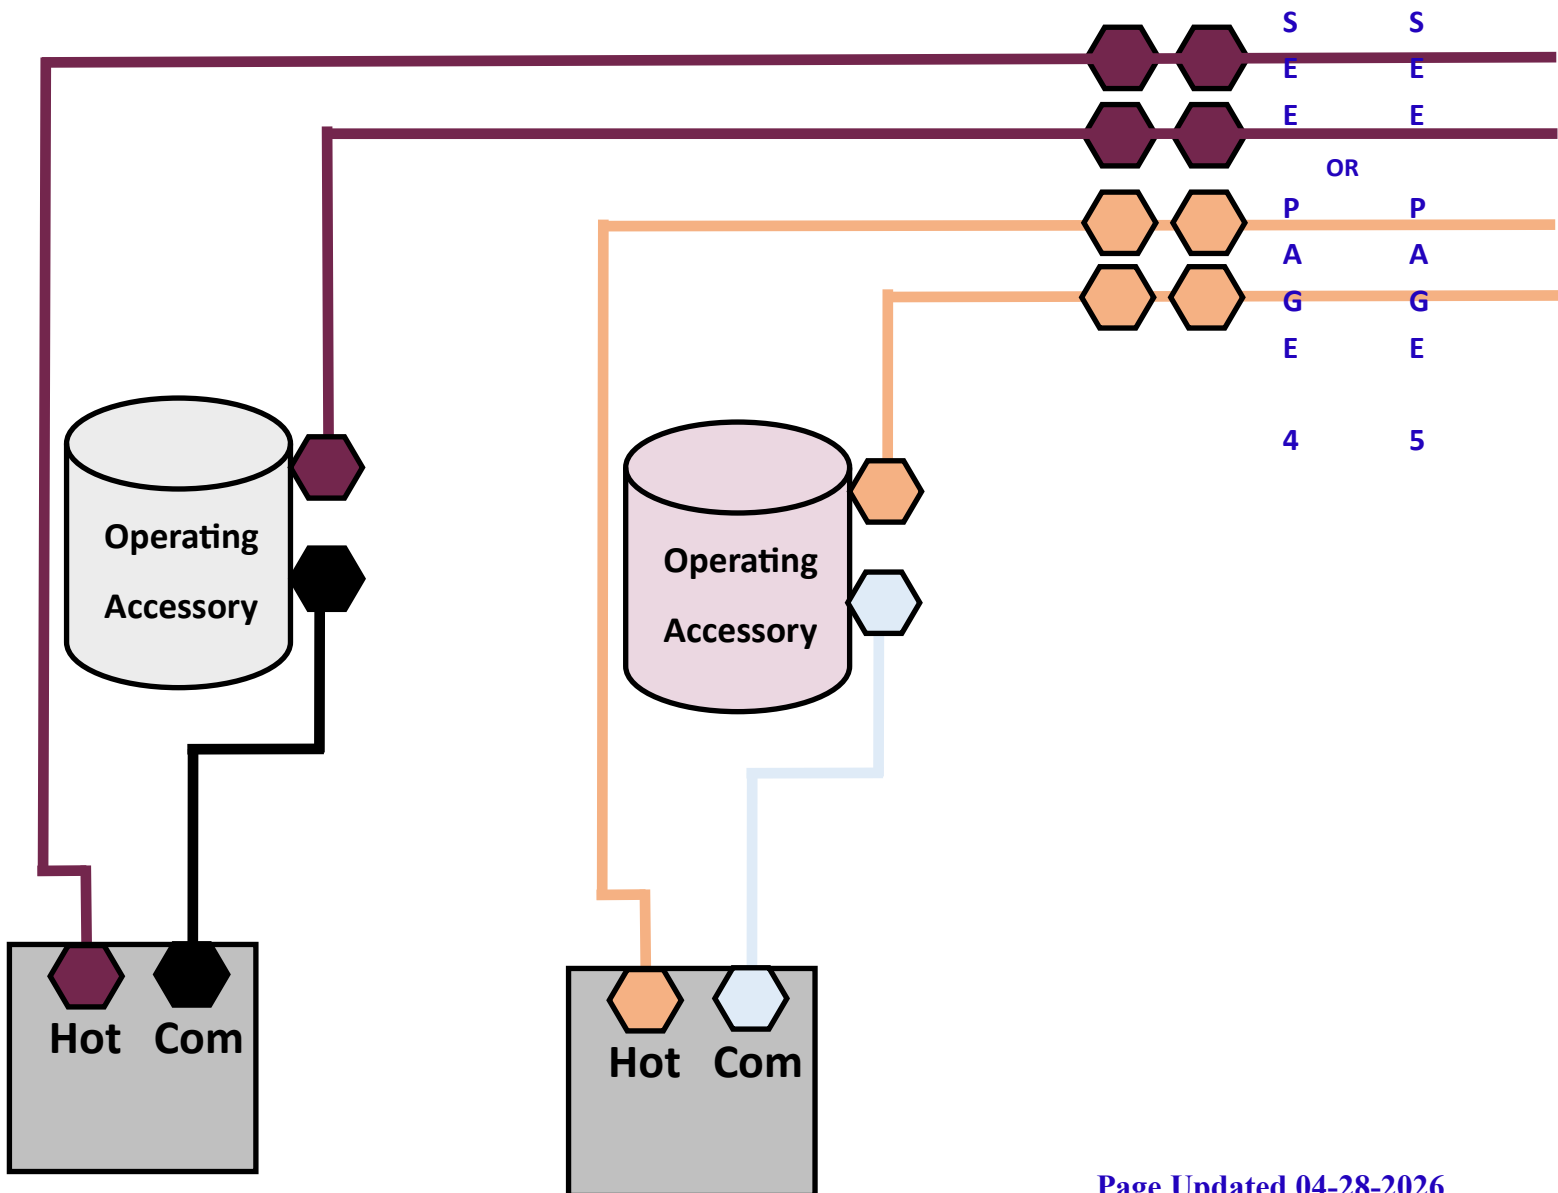 SEE PAGE 4
OR
SEE PAGE 5
Operating
Accessory
Operating
Accessory
Hot Com
Hot Com
Page Updated 04-28-2026